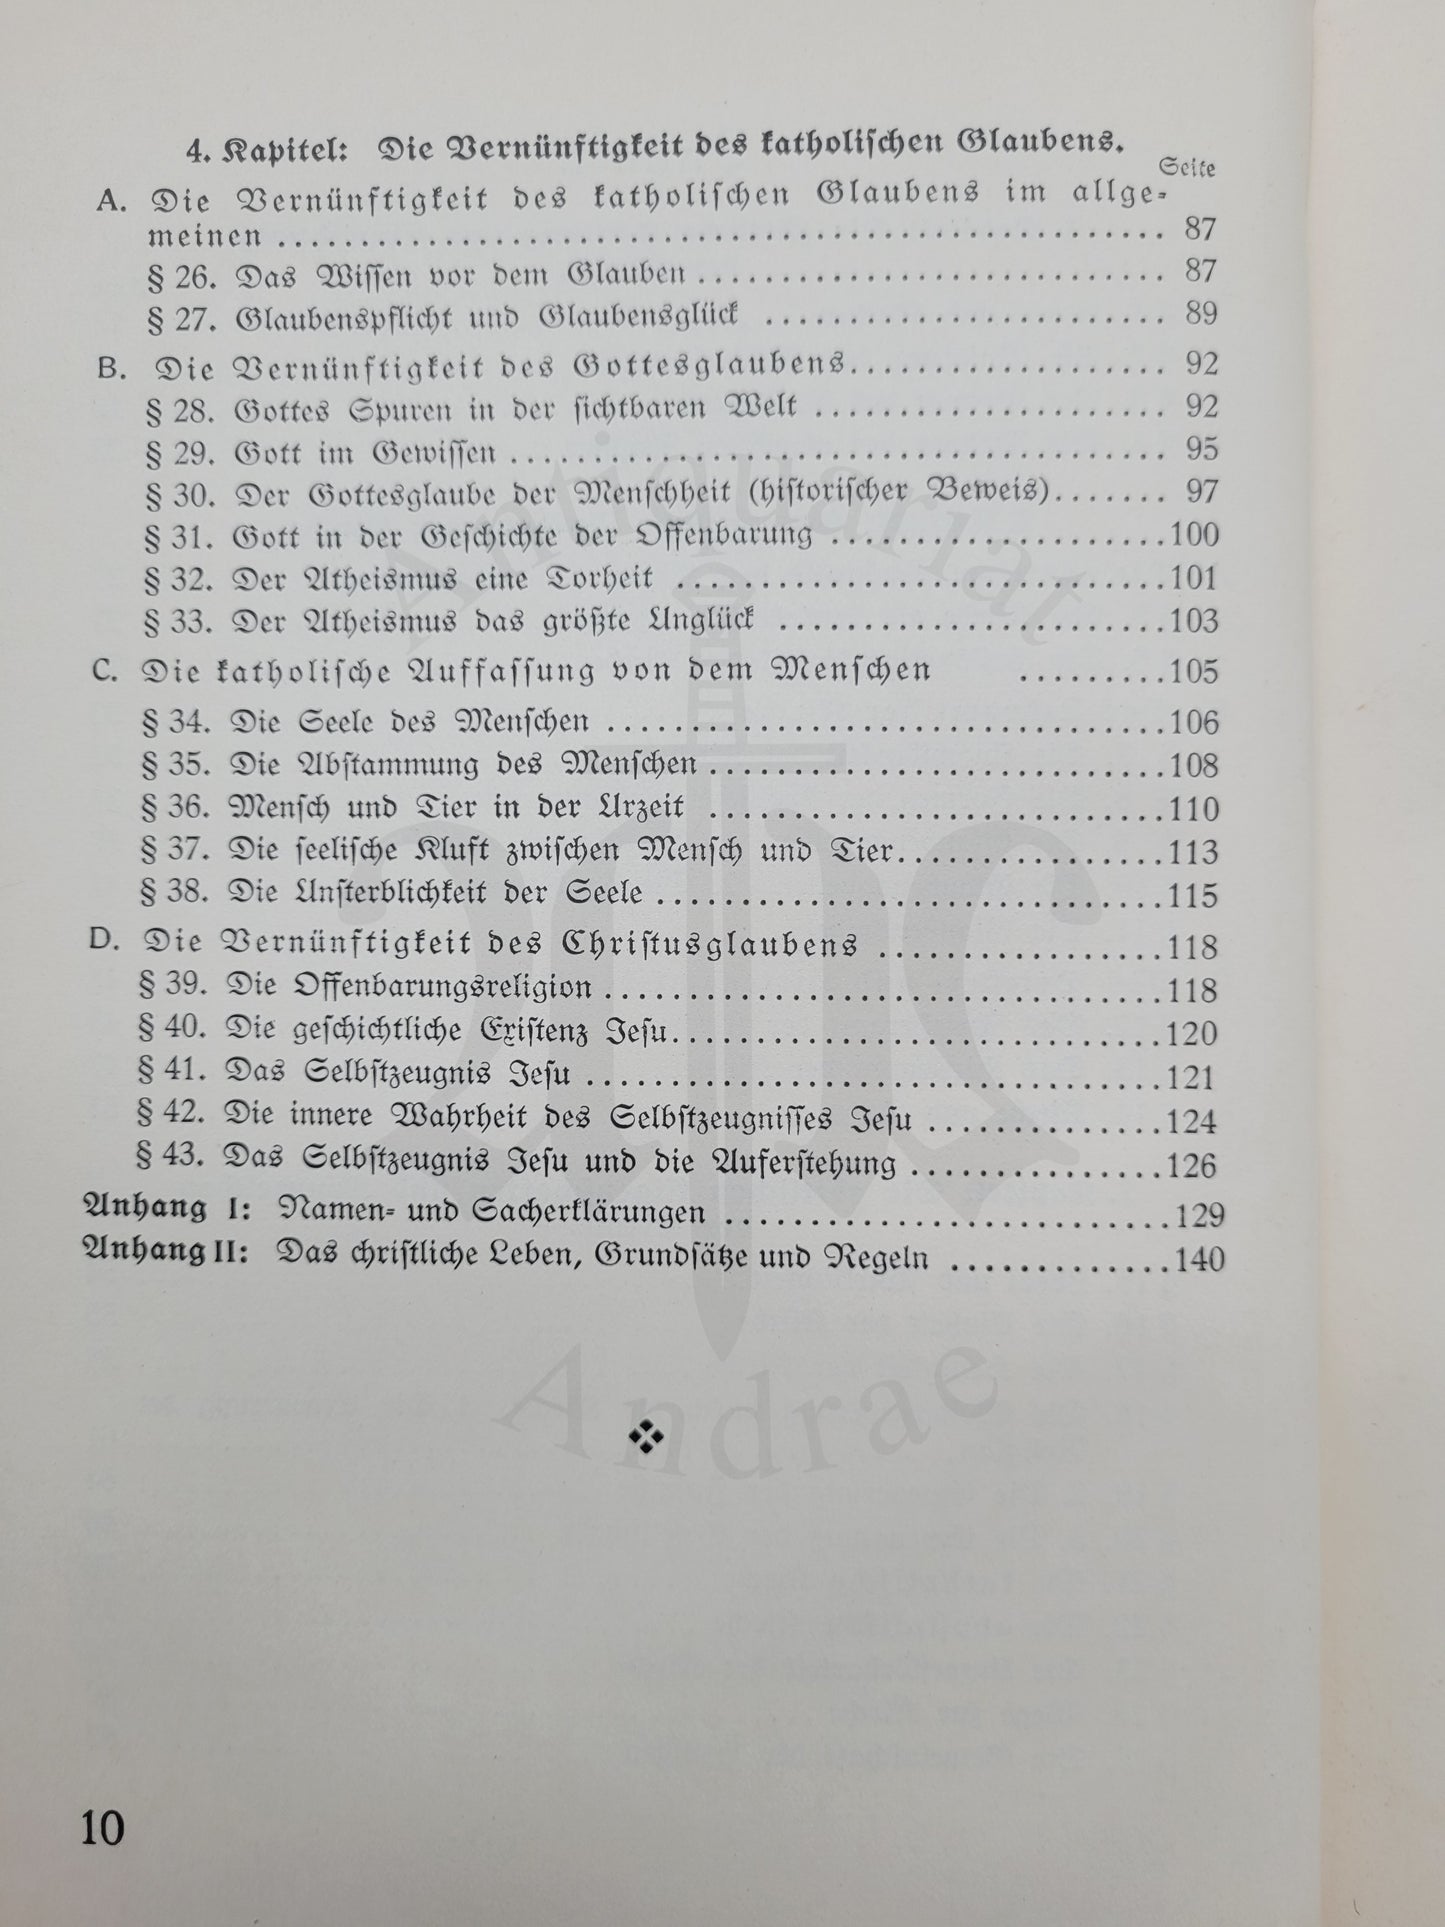 4. Kapitel: Die Vernünftigkeit des katholiſchen Glaubens.
Seite
A. Die Vernünftigkeit des katholiſchen Glaubens im allge-
meinen ........................................ 87
§ 26. Das Wiſſen vor dem Glauben ............................ 87
§ 27. Glaubenspflicht und Glaubensglück ........................ 89
B. Die Vernünftigkeit des Gottesglaubens................... 92
§ 28. Gottes Spuren in der ſichtbaren Welt ..................... 92
§ 29. Gott im Gewiſſen ....................................... 95
§ 30. Der Gottesglaube der Menſchheit (hiſtoriſcher Beweis)....... 97
§ 31. Gott in der Geſchichte der Offenbarung ....................100
§ 32. Der Atheismus eine Torheit .............................101
§ 33. Der Atheismus das größte Unglück .......................103
C. Die katholiſche Auffaſſung von dem Menſchen .........105
§ 34. Die Seele des Menſchen .................................106
§ 35. Die Abſtammung des Menſchen ...........................108
§ 36. Menſch und Tier in der Urzeit ...........................110
§ 37. Die ſeeliſche Kluft zwiſchen Menſch und Tier................113
§ 38. Die Unſterblichkeit der Seele ..............................115
D. Die Vernünftigkeit des Chriſtusglaubens .................118
§ 39. Die Offenbarungsreligion .................................118
§ 40. Die geſchichtliche Exiſtenz Jeſu.............................120
§ 41. Das Selbſtzeugnis Jeſu ..................................121
§ 42. Die innere Wahrheit des Selbſtzeugniſſes Jeſu ..............124
§ 43. Das Selbſtzeugnis Jeſu und die Auferſtehung ...............126
Anhang I: Namen- und Sacherklärungen ..........................129
Anhang II: Das chriſtliche Leben, Grundſätze und Regeln .............140
Antiquariat
Andrae
10